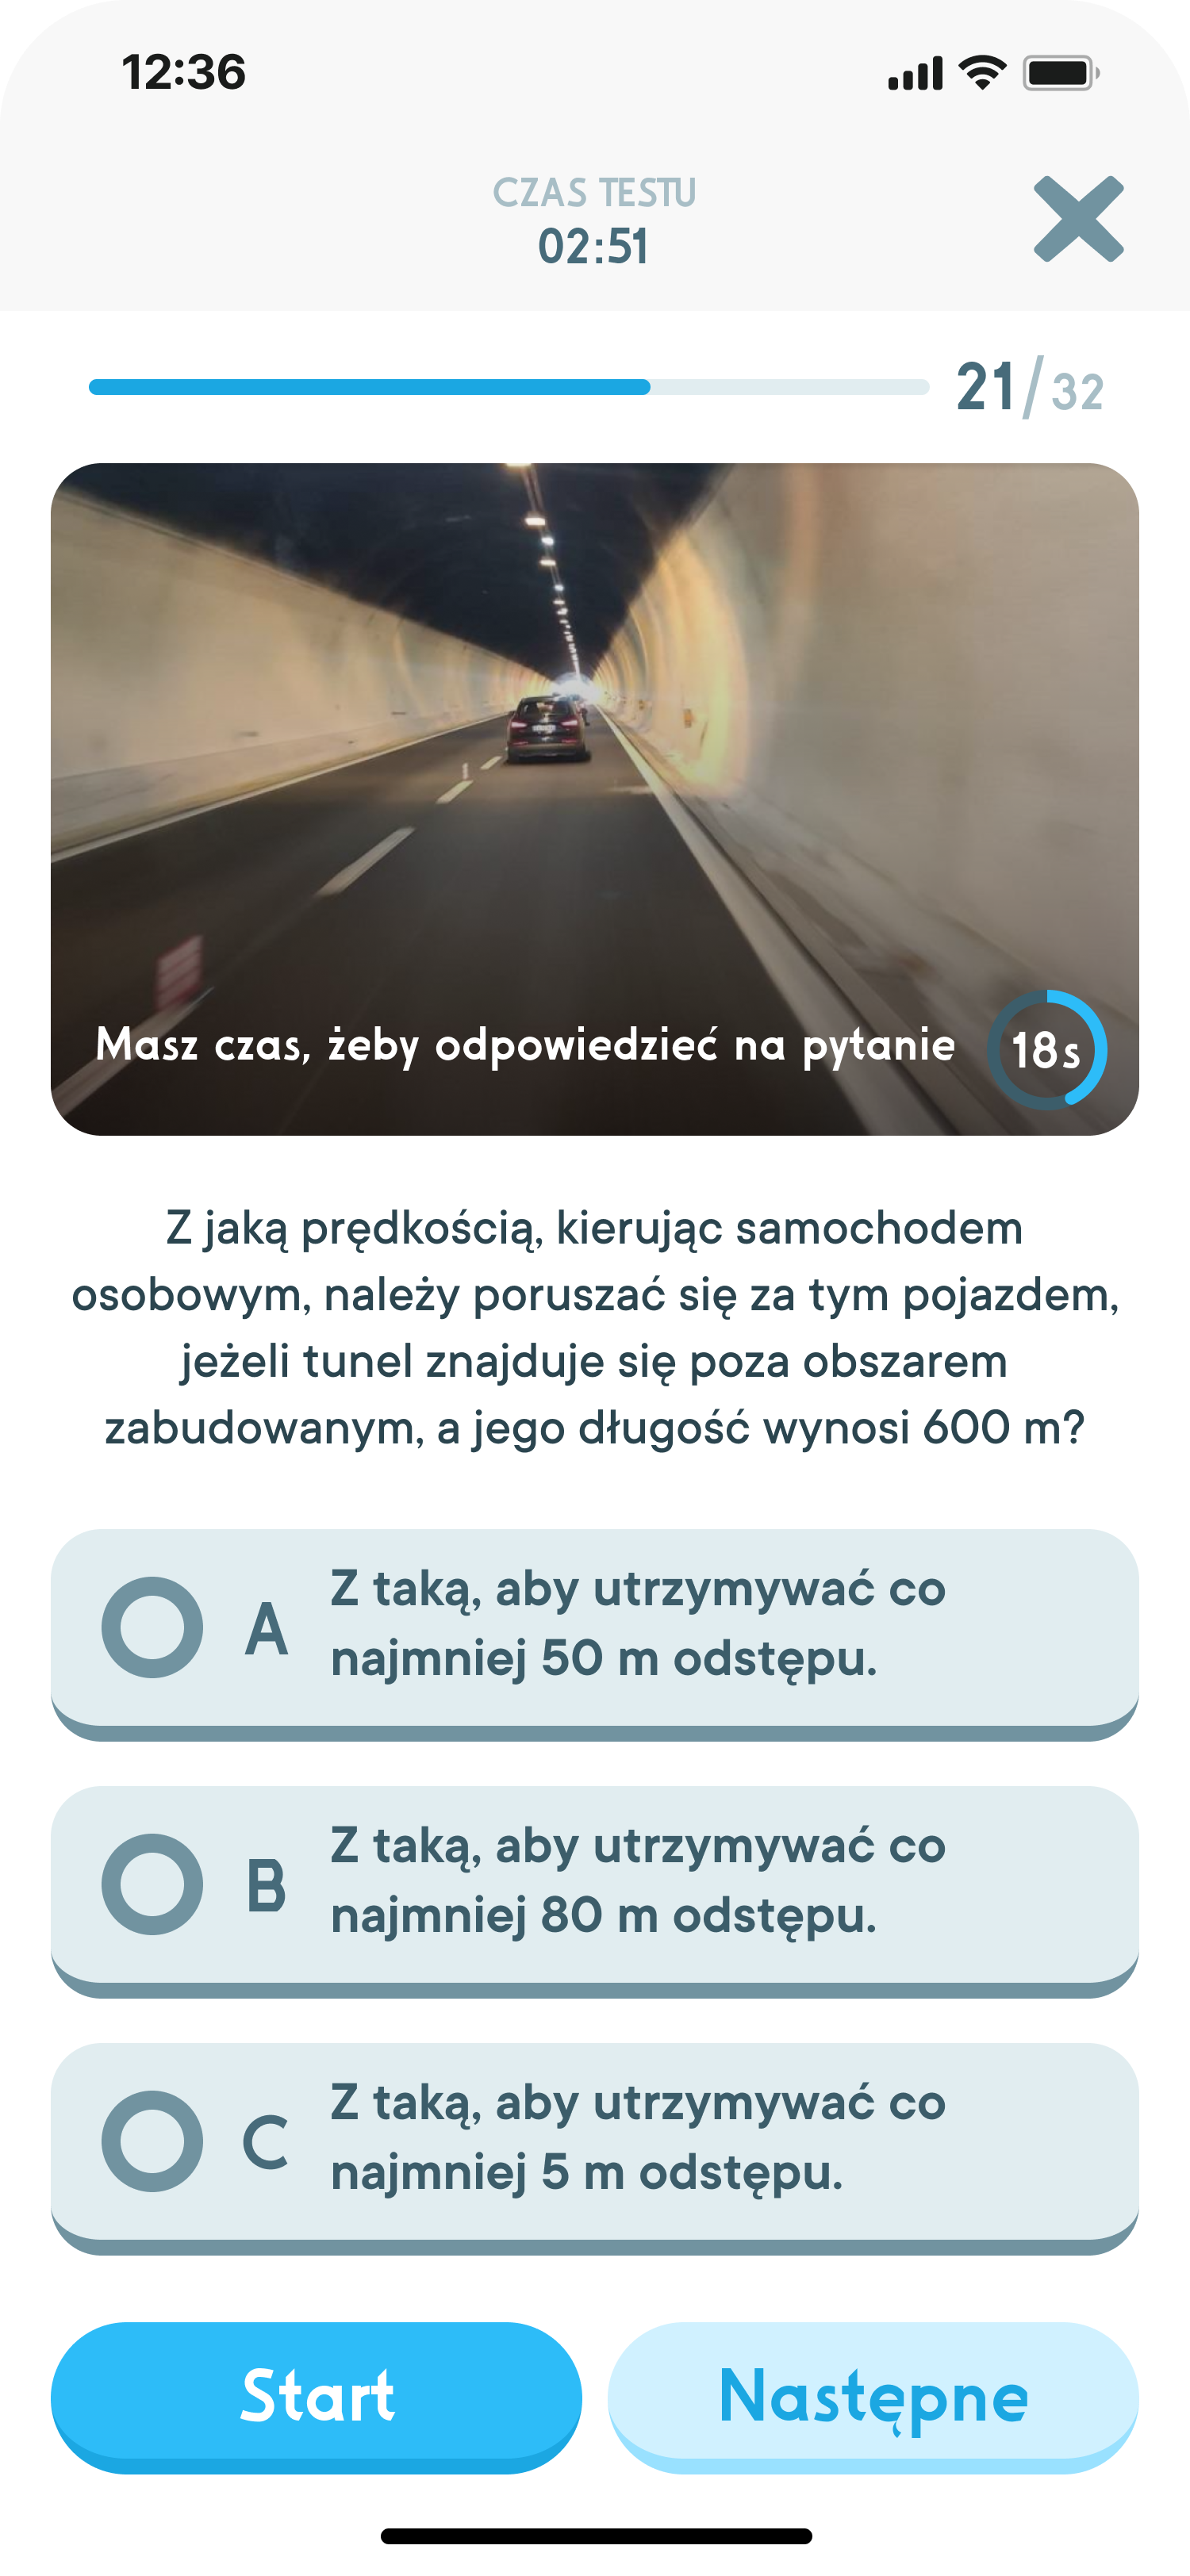 12:36
CZAS TESTU
02:51
21/32
Masz czas, żeby odpowiedzieć na pytanie
18s
Z jaką prędkością, kierując samochodem
osobowym, należy poruszać się za tym pojazdem,
jeżeli tunel znajduje się poza obszarem
zabudowanym, a jego długość wynosi 600 m?
A
Z taką, aby utrzymywać co
najmniej 50 m odstępu.
B
Z taką, aby utrzymywać co
najmniej 80 m odstępu.
C
Z taką, aby utrzymywać co
najmniej 5 m odstępu.
Start
Następne